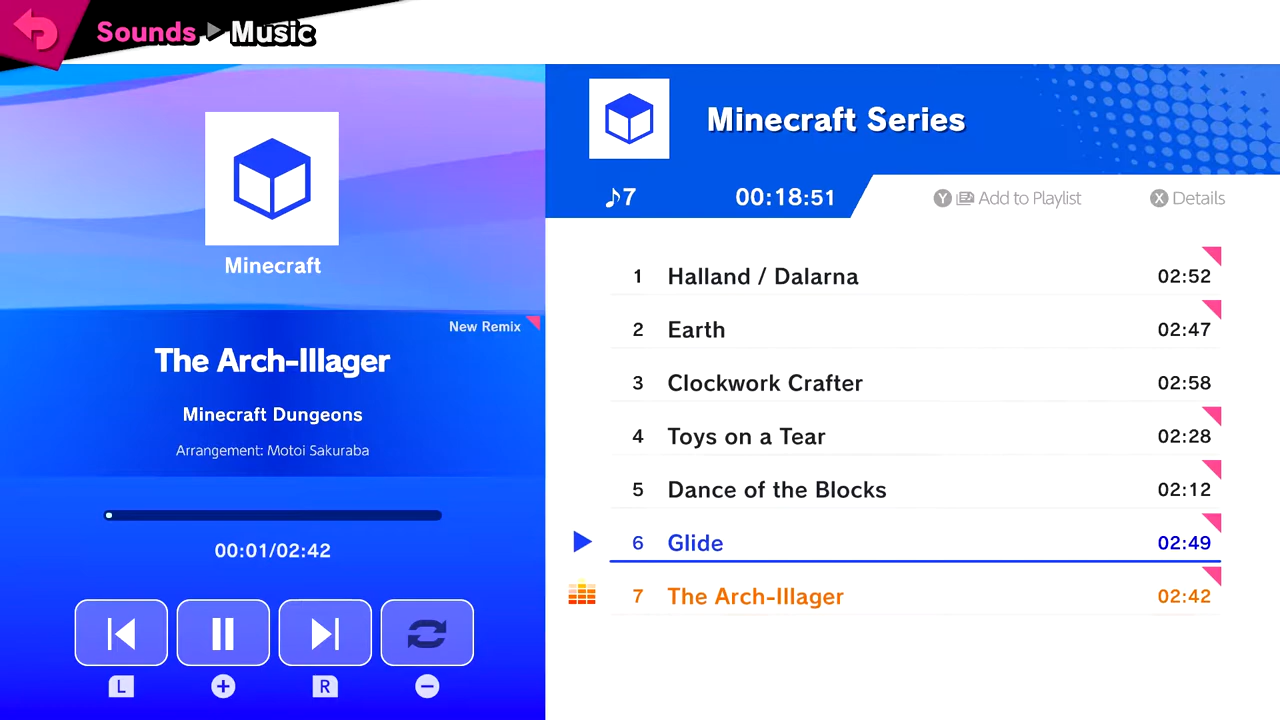 Sounds ▶ Music
Minecraft
New Remix
The Arch-Illager
Minecraft Dungeons
Arrangement: Motoi Sakuraba
00:01/02:42
L + R −
Minecraft Series
♪7 00:18:51
Y Add to Playlist X Details
1 Halland / Dalarna 02:52
2 Earth 02:47
3 Clockwork Crafter 02:58
4 Toys on a Tear 02:28
5 Dance of the Blocks 02:12
6 Glide 02:49
7 The Arch-Illager 02:42